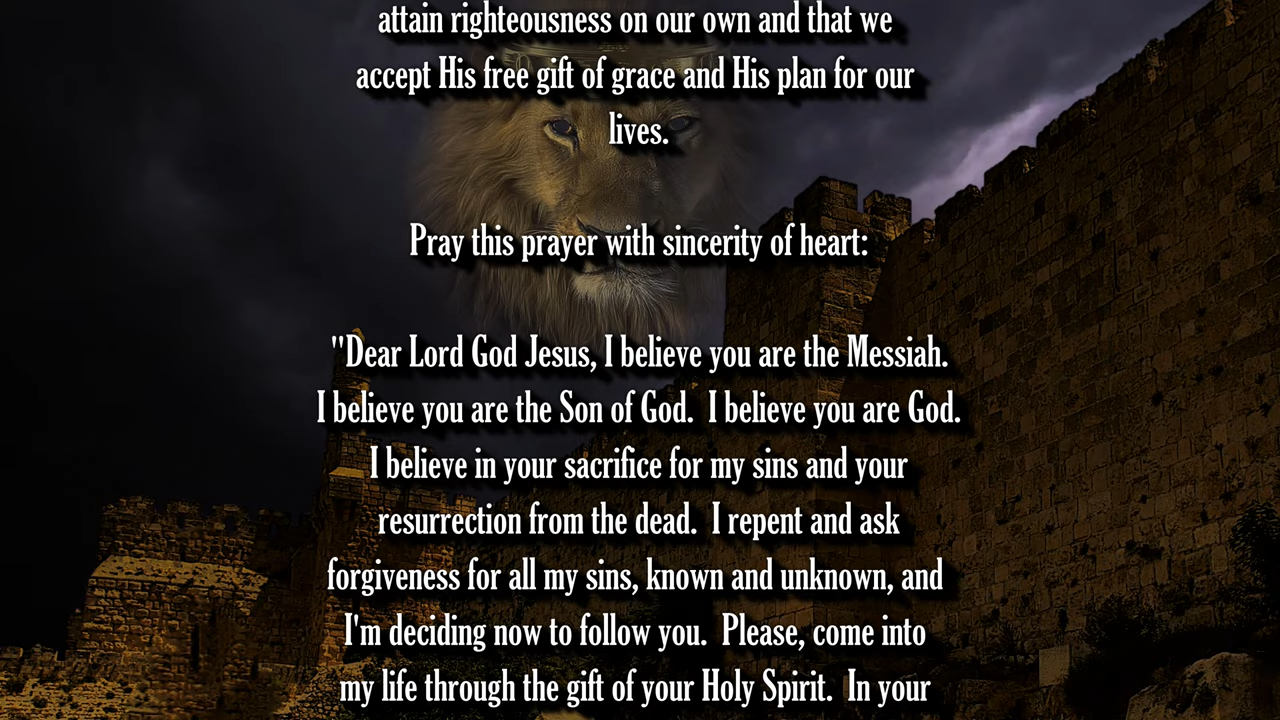 attain righteousness on our own and that we
accept His free gift of grace and His plan for our
lives.
Pray this prayer with sincerity of heart:
"Dear Lord God Jesus, I believe you are the Messiah.
I believe you are the Son of God.  I believe you are God.
I believe in your sacrifice for my sins and your
resurrection from the dead.  I repent and ask
forgiveness for all my sins, known and unknown, and
I'm deciding now to follow you.  Please, come into
my life through the gift of your Holy Spirit.  In your